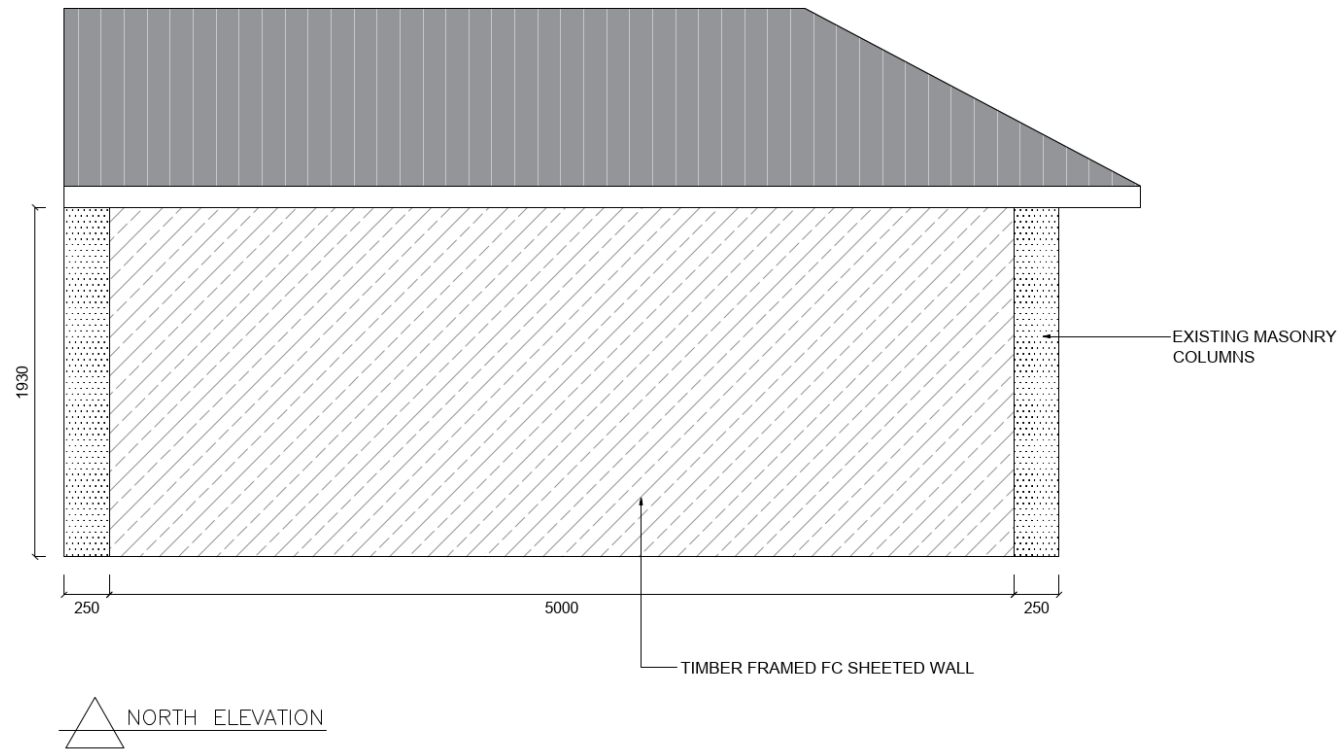 EXISTING MASONRY
COLUMNS
1930
250
5000
250
TIMBER FRAMED FC SHEETED WALL
NORTH ELEVATION